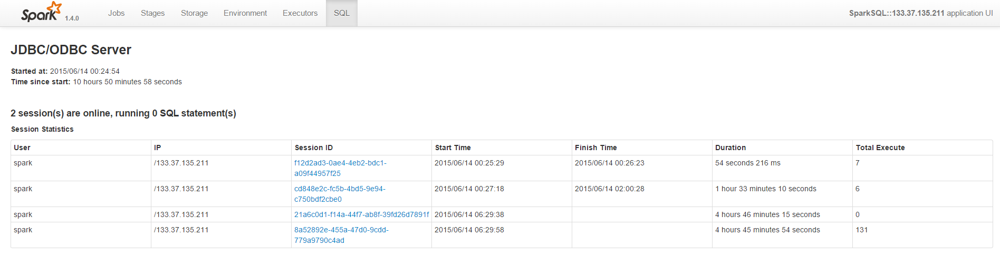 Spark 1.4.0 Jobs Stages Storage Environment Executors SQL SparkSQL::133.37.135.211 application UI
JDBC/ODBC Server
Started at: 2015/06/14 00:24:54
Time since start: 10 hours 50 minutes 58 seconds
2 session(s) are online, running 0 SQL statement(s)
Session Statistics
User IP Session ID Start Time Finish Time Duration Total Execute
spark /133.37.135.211 f12d2ad3-0ae4-4eb2-bdc1- 2015/06/14 00:25:29 2015/06/14 00:26:23 54 seconds 216 ms 7
a09f44957f25
spark /133.37.135.211 cd848e2c-fc5b-4bd5-9e94- 2015/06/14 00:27:18 2015/06/14 02:00:28 1 hour 33 minutes 10 seconds 6
c750bdf2cbe0
spark /133.37.135.211 21a6c0d1-f14a-44f7-ab8f-39fd26d7891f 2015/06/14 06:29:38 4 hours 46 minutes 15 seconds 0
spark /133.37.135.211 8a52892e-455a-47d0-9cdd- 2015/06/14 06:29:58 4 hours 45 minutes 54 seconds 131
779a9790c4ad